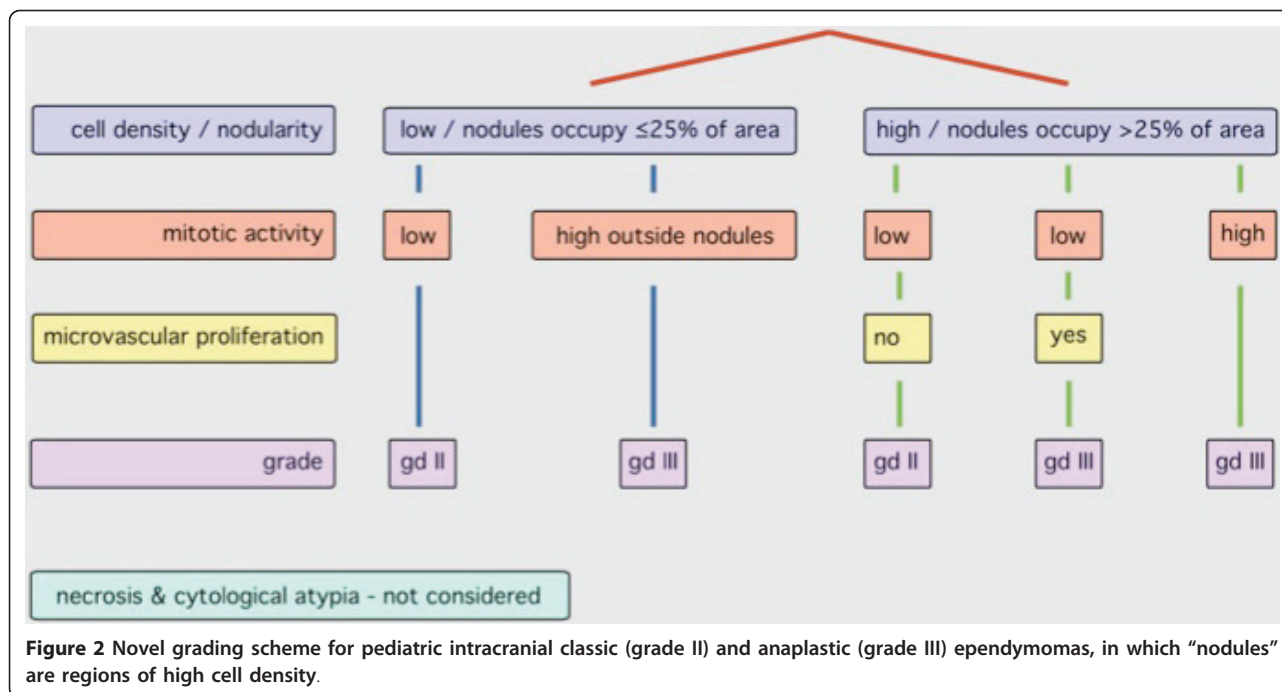 cell density / nodularity
low / nodules occupy ≤25% of area
high / nodules occupy >25% of area
mitotic activity
low
high outside nodules
low
low
high
microvascular proliferation
no
yes
grade
gd II
gd III
gd II
gd III
gd III
necrosis & cytological atypia - not considered
Figure 2 Novel grading scheme for pediatric intracranial classic (grade II) and anaplastic (grade III) ependymomas, in which “nodules”
are regions of high cell density.